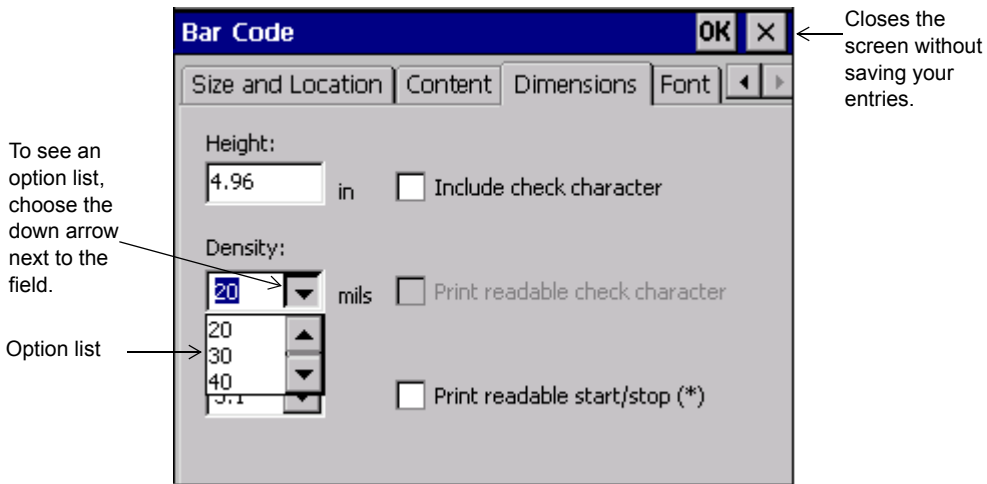 Bar Code
OK
Closes the
screen without
saving your
entries.
Size and Location
Content
Dimensions
Font
To see an
option list,
choose the
down arrow
next to the
field.
Height:
4.96
in
Include check character
Density:
20
mils
Print readable check character
Option list
20
30
40
Print readable start/stop (*)